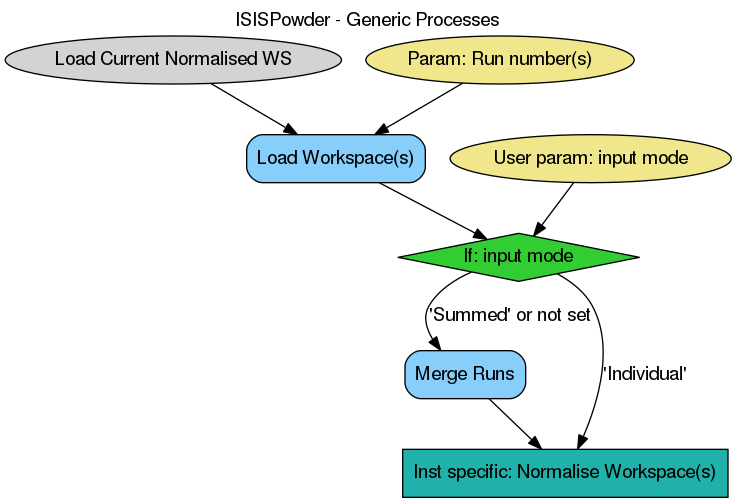 ISISPowder - Generic Processes
Load Current Normalised WS
Param: Run number(s)
Load Workspace(s)
User param: input mode
If: input mode
'Summed' or not set
Merge Runs
'Individual'
Inst specific: Normalise Workspace(s)